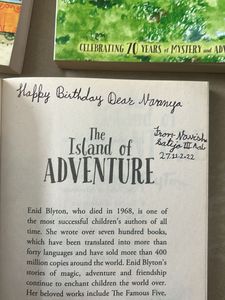 CELEBRATING 70 YEARS OF MYSTERY AND ADV
Happy Birthday Dear Nannya
The
Island of
ADVENTURE
From
III
22
Enid Blyton, who died in 1968, is one of
the most successful children's authors of all
time. She wrote over seven hundred books,
which have been translated into more than
forty languages and have sold more than 400
million copies around the world. Enid Blyton's
stories of magic, adventure and friendship
continue to enchant children the world over.
Her beloved works include The Famous Five,